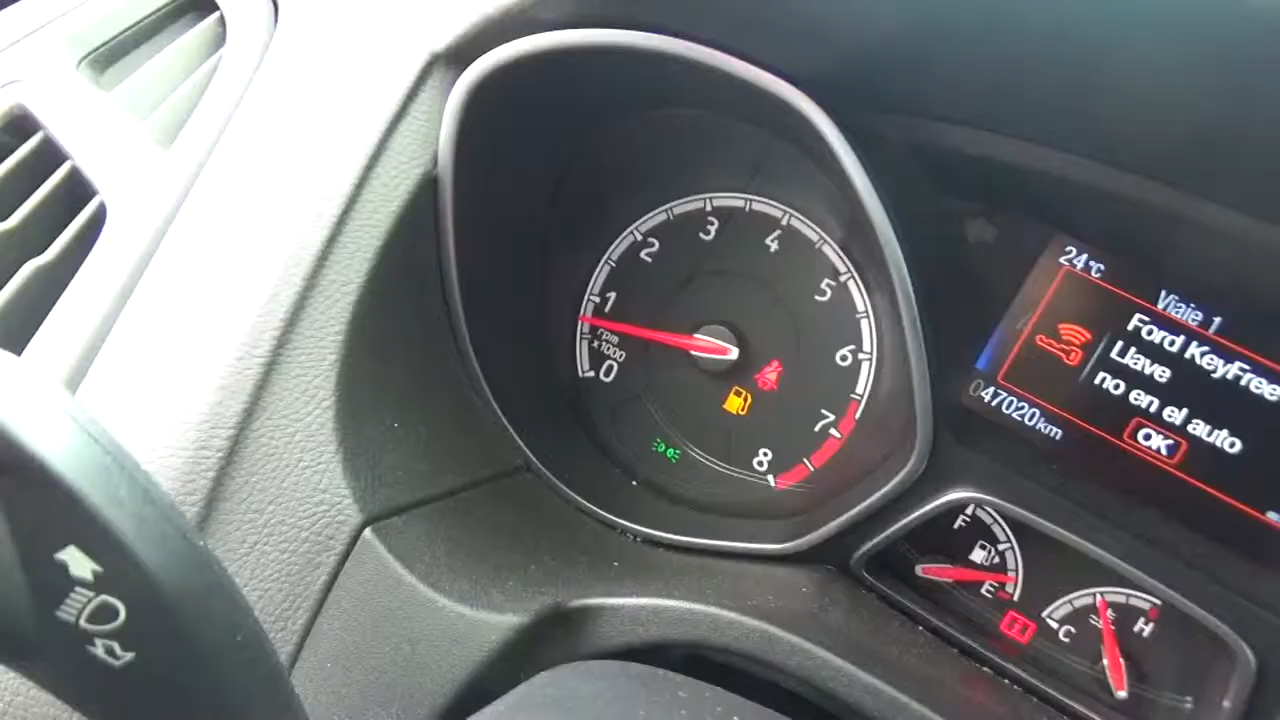 0
1
2
3
4
5
6
7
8
rpm
x1000
24°C
Viaje 1
Ford KeyFree
Llave
no en el auto
OK
047020km
F
E
C
H